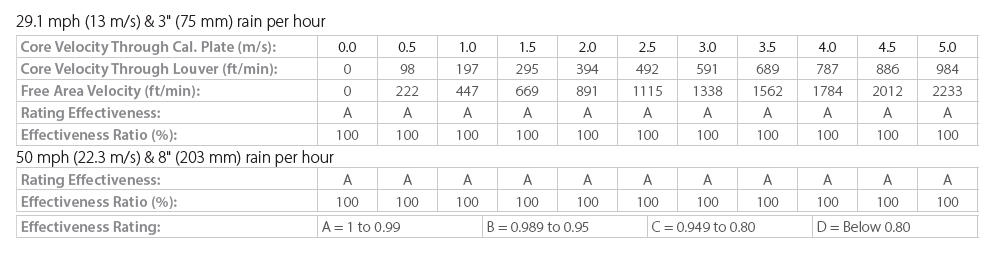 29.1 mph (13 m/s) & 3" (75 mm) rain per hour
Core Velocity Through Cal. Plate (m/s): 0.0 0.5 1.0 1.5 2.0 2.5 3.0 3.5 4.0 4.5 5.0
Core Velocity Through Louver (ft/min): 0 98 197 295 394 492 591 689 787 886 984
Free Area Velocity (ft/min): 0 222 447 669 891 1115 1338 1562 1784 2012 2233
Rating Effectiveness: A A A A A A A A A A A
Effectiveness Ratio (%): 100 100 100 100 100 100 100 100 100 100 100
50 mph (22.3 m/s) & 8" (203 mm) rain per hour
Rating Effectiveness: A A A A A A A A A A A
Effectiveness Ratio (%): 100 100 100 100 100 100 100 100 100 100 100
Effectiveness Rating: A = 1 to 0.99 B = 0.989 to 0.95 C = 0.949 to 0.80 D = Below 0.80